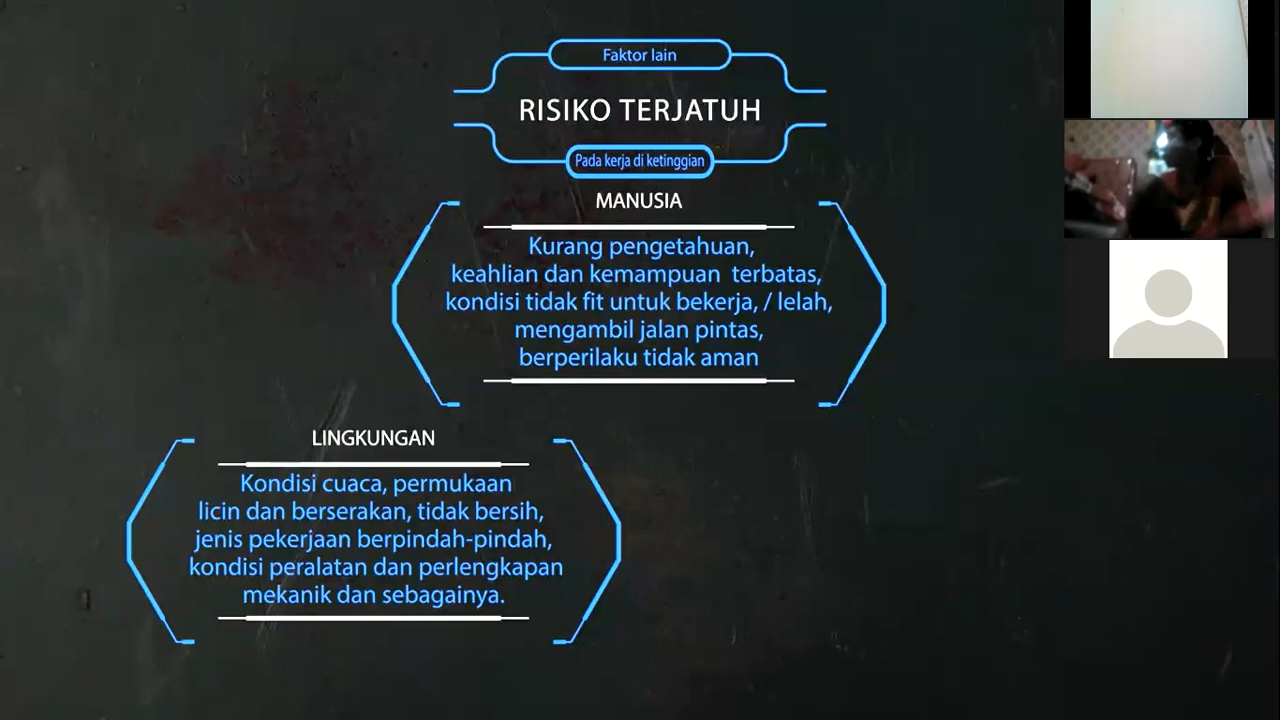 Faktor lain
RISIKO TERJATUH
Pada kerja di ketinggian
MANUSIA
Kurang pengetahuan,
keahlian dan kemampuan terbatas,
kondisi tidak fit untuk bekerja, / lelah,
mengambil jalan pintas,
berperilaku tidak aman
LINGKUNGAN
Kondisi cuaca, permukaan
licin dan berserakan, tidak bersih,
jenis pekerjaan berpindah-pindah,
kondisi peralatan dan perlengkapan
mekanik dan sebagainya.